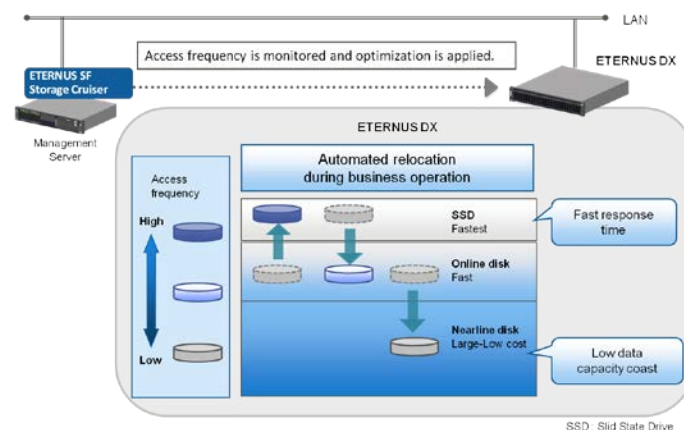 LAN
Access frequency is monitored and optimization is applied.
ETERNUS DX
ETERNUS SF
Storage Cruiser
Management
Server
ETERNUS DX
Automated relocation
during business operation
Access
frequency
High
Low
SSD
Fastest
Fast response
time
Online disk
Fast
Nearline disk
Large-Low cost
Low data
capacity coast
SSD : Slid State Drive